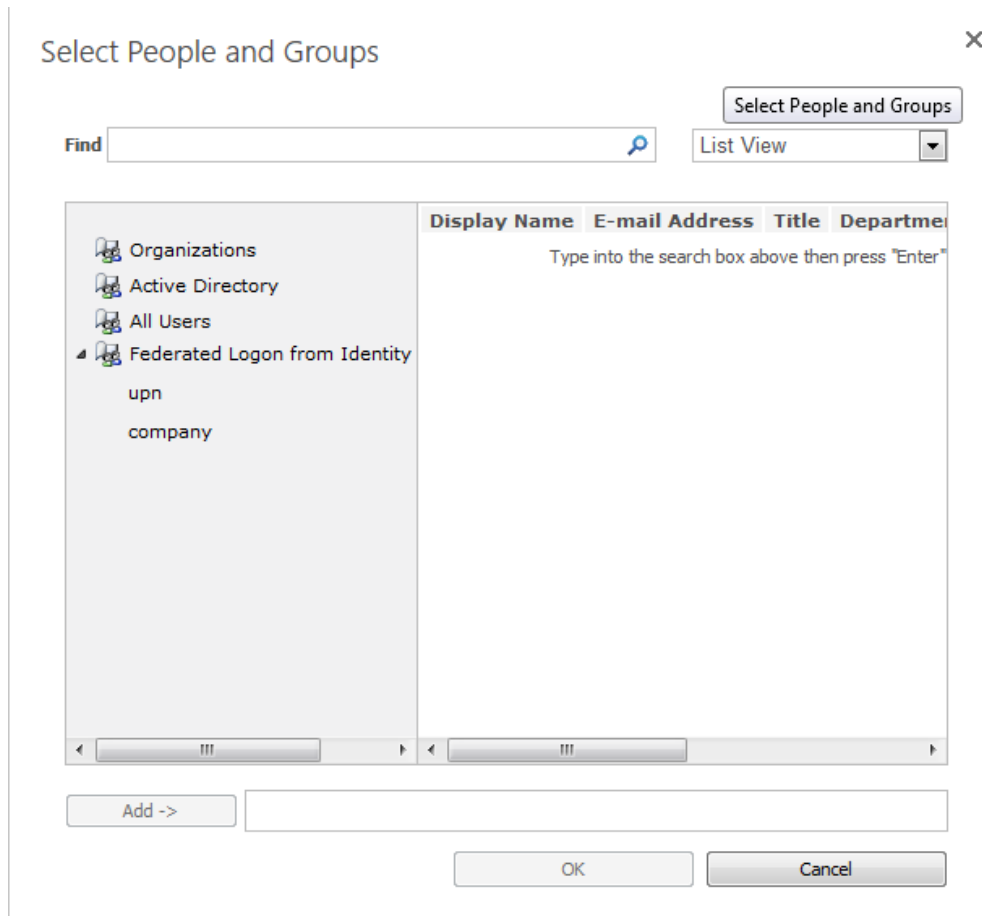 Select People and Groups
Select People and Groups
Find
List View
Display Name E-mail Address Title Departmen
Type into the search box above then press "Enter"
Organizations
Active Directory
All Users
Federated Logon from Identity
upn
company
Add ->
OK
Cancel